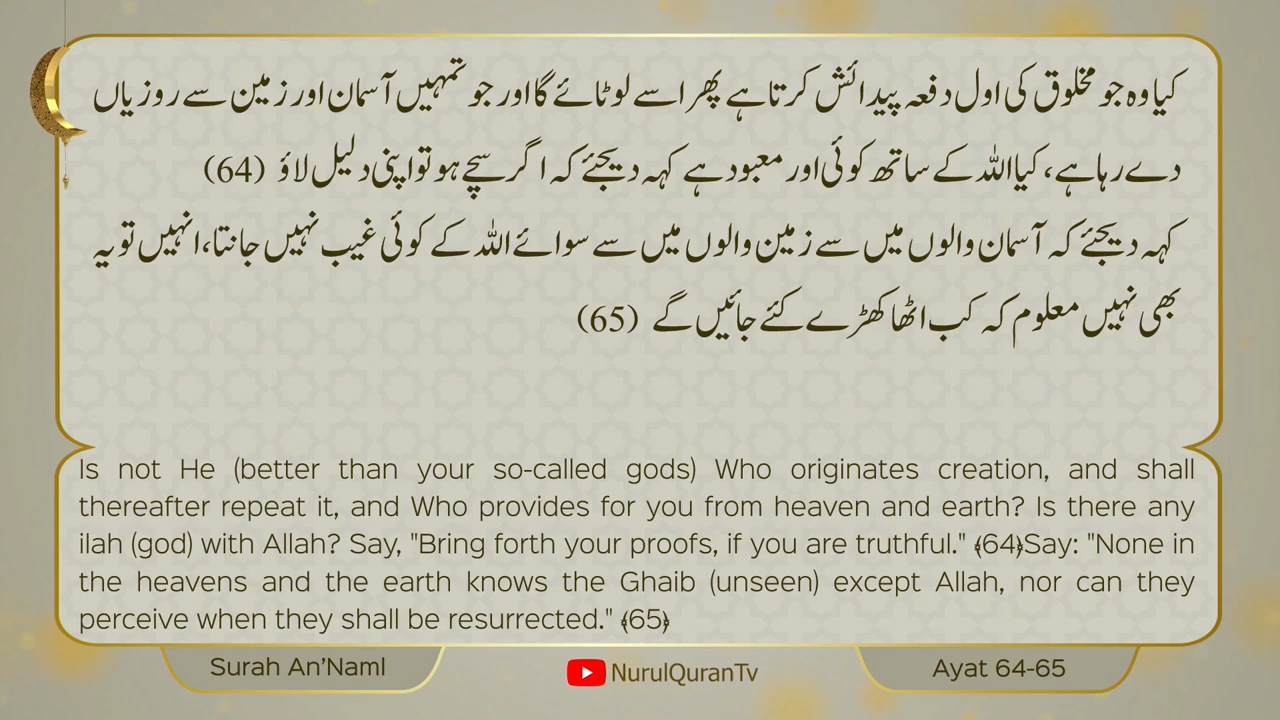 کیا وہ جو مخلوق کی اول دفعہ پیدائش کرتا ہے پھر اسے لوٹائے گا اور جو تمہیں آسمان اور زمین سے روزیاں
دے رہا ہے، کیا اللہ کے ساتھ کوئی اور معبود ہے کہہ دیجئے کہ اگر سچے ہو تو اپنی دلیل لاؤ (64)
کہہ دیجئے کہ آسمان والوں میں سے زمین والوں میں سے سوائے اللہ کے کوئی غیب نہیں جانتا، انہیں تو یہ
بھی نہیں معلوم کہ کب اٹھا کھڑے کئے جائیں گے (65)
Is not He (better than your so-called gods) Who originates creation, and shall
thereafter repeat it, and Who provides for you from heaven and earth? Is there any
ilah (god) with Allah? Say, "Bring forth your proofs, if you are truthful." ﴾64﴿Say: "None in
the heavens and the earth knows the Ghaib (unseen) except Allah, nor can they
perceive when they shall be resurrected." ﴾65﴿
Surah An'Naml
NurulQuranTv
Ayat 64-65